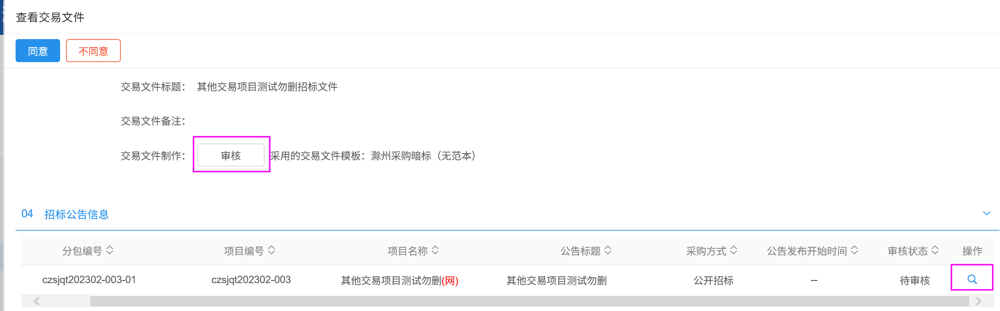 查看交易文件
同意 不同意
交易文件标题： 其他交易项目测试勿删招标文件
交易文件备注：
交易文件制作： 审核 采用的交易文件模板：滁州采购暗标（无范本）
04 招标公告信息
分包编号 项目编号 项目名称 公告标题 采购方式 公告发布开始时间 审核状态 操作
czsjqt202302-003-01 czsjqt202302-003 其他交易项目测试勿删(网) 其他交易项目测试勿删 公开招标 -- 待审核